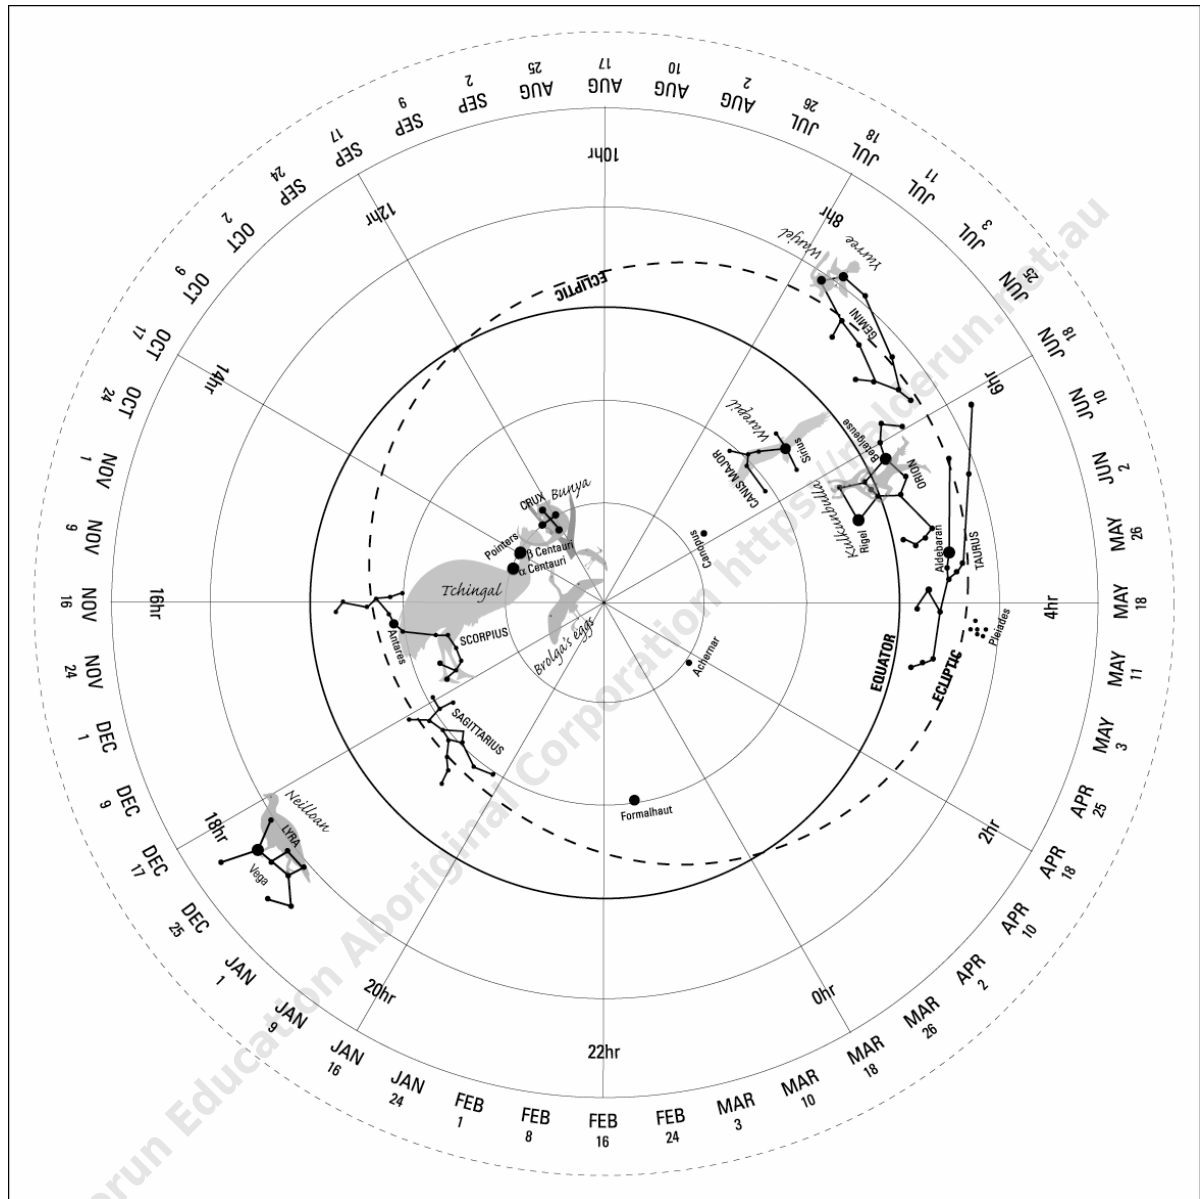 AUG 17
AUG 10
AUG 2
JUL 26
JUL 18
JUL 11
JUL 3
JUN 25
JUN 18
JUN 10
JUN 2
MAY 26
MAY 18
MAY 11
MAY 3
APR 25
APR 18
APR 10
APR 2
MAR 26
MAR 18
MAR 10
MAR 3
FEB 24
FEB 16
FEB 8
FEB 1
JAN 24
JAN 16
JAN 9
JAN 1
DEC 25
DEC 17
DEC 9
DEC 1
NOV 24
NOV 16
NOV 9
NOV 1
OCT 24
OCT 17
OCT 9
OCT 2
SEP 24
SEP 17
SEP 9
SEP 2
AUG 25
10hr
8hr
6hr
4hr
2hr
0hr
22hr
20hr
18hr
16hr
14hr
12hr
ECLIPTIC
Wanjel
Yurree
GEMINI
Warepil
Sirius
CANIS MAJOR
Betelgeuse
ORION
Kulkunbulla
Rigel
Aldebaran
TAURUS
Pleiades
Canopus
CRUX
Bunya
Pointers
β Centauri
α Centauri
Tchingal
Brolga's eggs
Achernar
EQUATOR
ECLIPTIC
Antares
SCORPIUS
SAGITTARIUS
Neilloan
LYRA
Vega
Formalhaut
orun Education Aboriginal Corporation https://nalderun.net.au